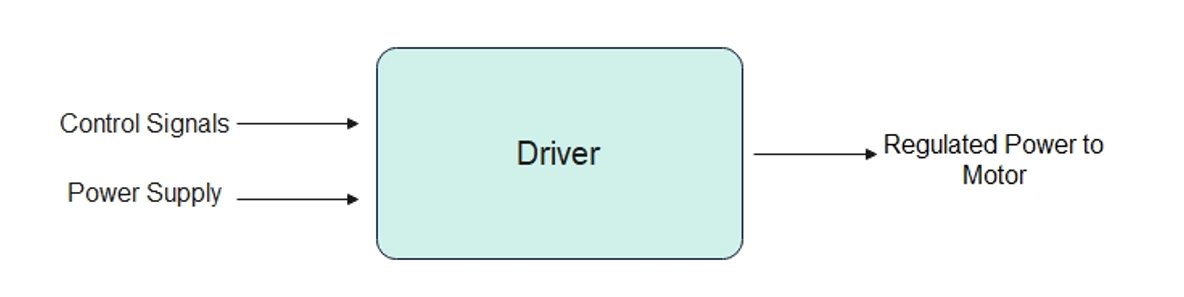 Control Signals
Power Supply
Driver
Regulated Power to
Motor